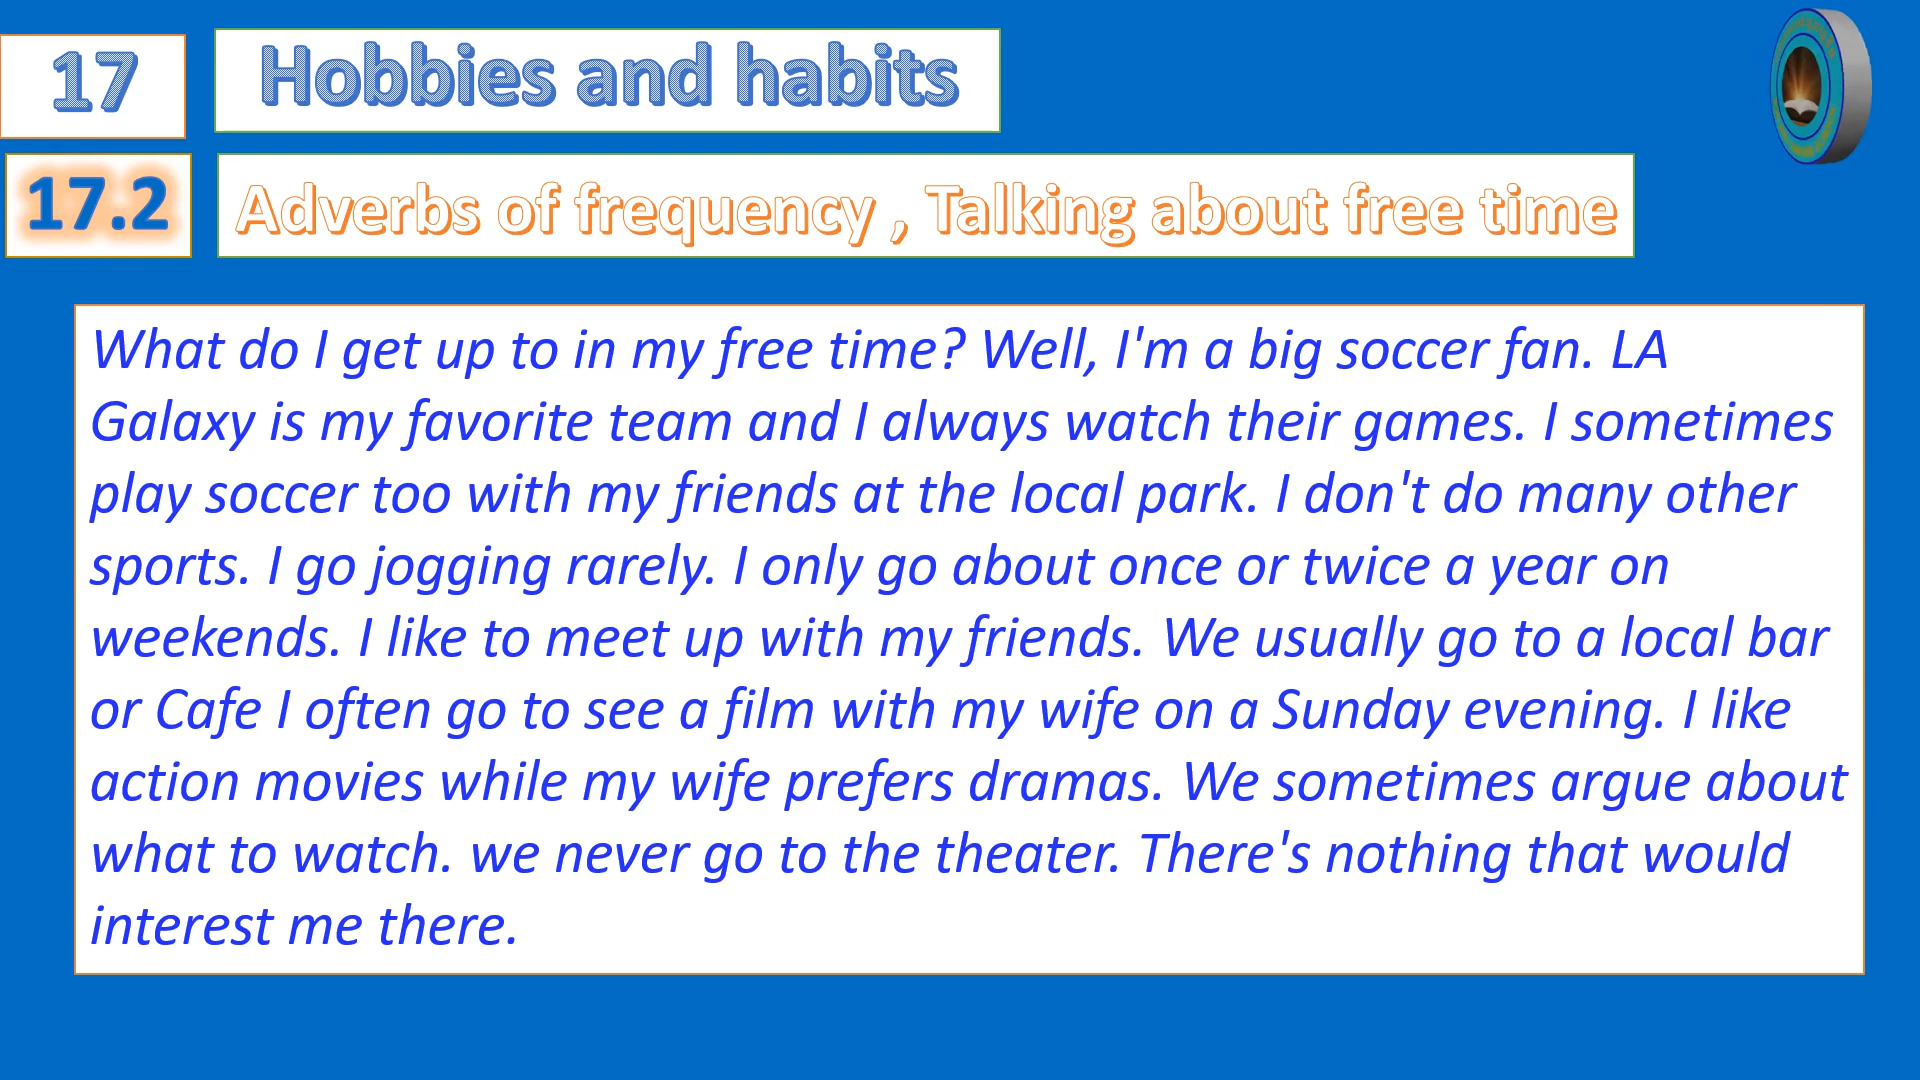 17
Hobbies and habits
17.2
Adverbs of frequency , Talking about free time
What do I get up to in my free time? Well, I'm a big soccer fan. LA
Galaxy is my favorite team and I always watch their games. I sometimes
play soccer too with my friends at the local park. I don't do many other
sports. I go jogging rarely. I only go about once or twice a year on
weekends. I like to meet up with my friends. We usually go to a local bar
or Cafe I often go to see a film with my wife on a Sunday evening. I like
action movies while my wife prefers dramas. We sometimes argue about
what to watch. we never go to the theater. There's nothing that would
interest me there.